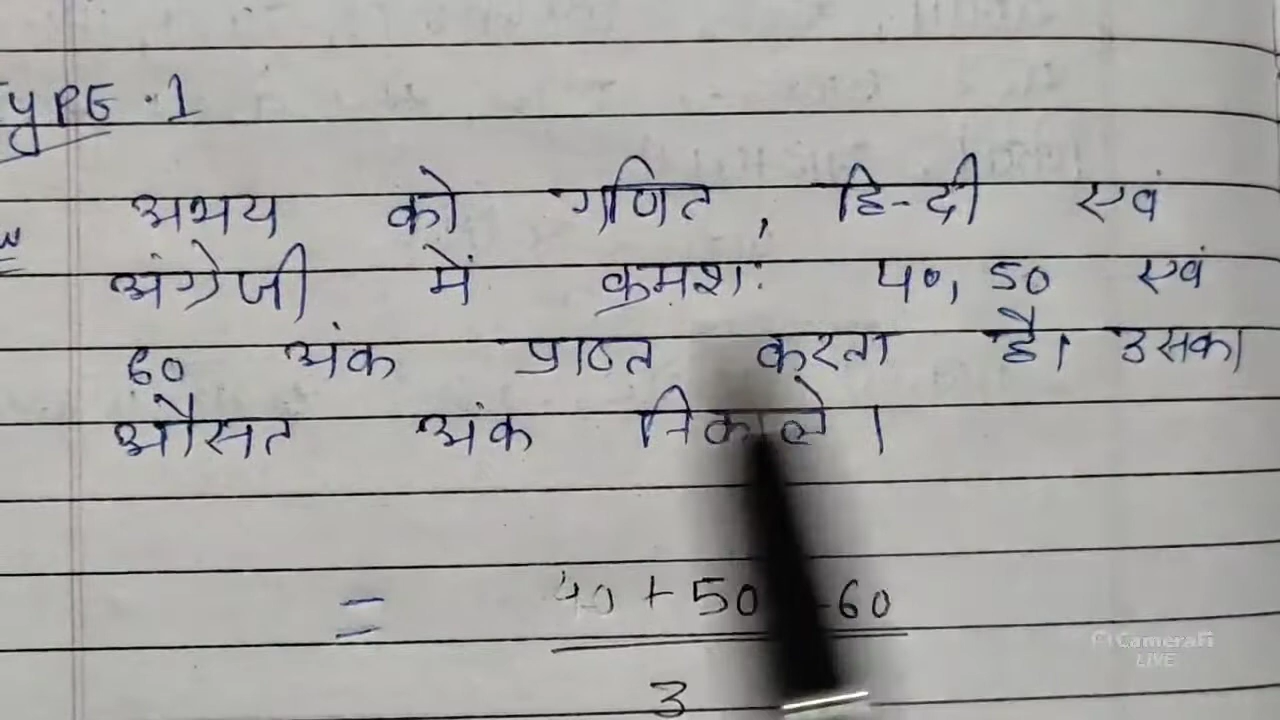 TYPE.1
अभय को गणित, हिन्दी एवं
अंग्रेजी में क्रमशः 40, 50 एवं
60 अंक प्राप्त करता है। उसका
औसत अंक निकाले।
= 40 + 50 60
3
CameraFi
LIVE